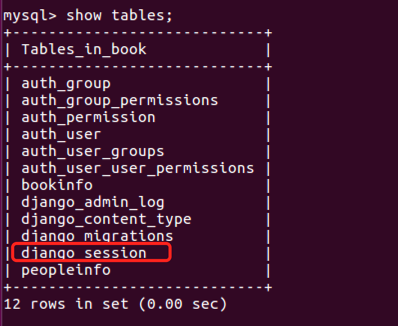 mysql> show tables;
+----------------------------+
| Tables_in_book             |
+----------------------------+
| auth_group                 |
| auth_group_permissions     |
| auth_permission            |
| auth_user                  |
| auth_user_groups           |
| auth_user_user_permissions |
| bookinfo                   |
| django_admin_log           |
| django_content_type        |
| django_migrations          |
| django_session             |
| peopleinfo                 |
+----------------------------+
12 rows in set (0.00 sec)